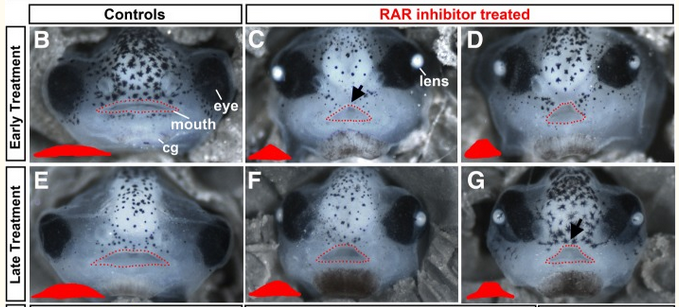 Controls
RAR inhibitor treated
Early Treatment
B
C
D
eye
mouth
cg
lens
Late Treatment
E
F
G